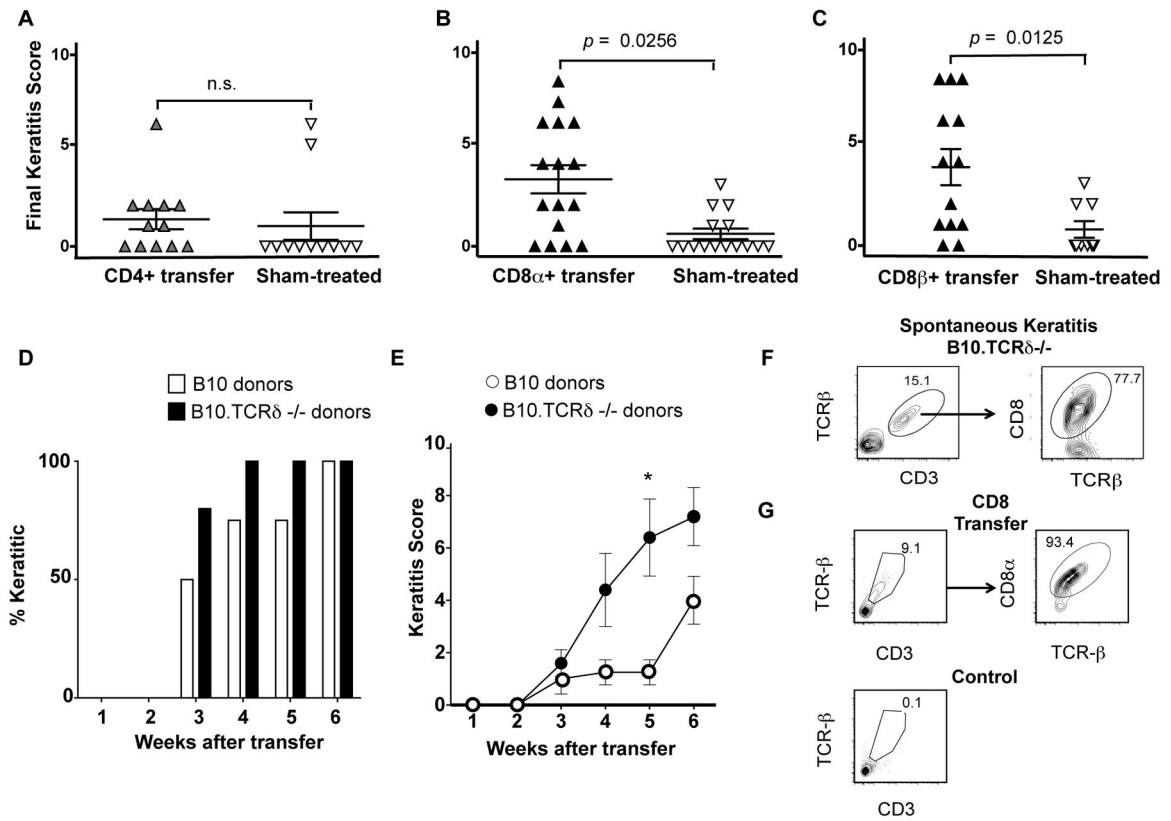 A
Final Keratitis Score
10
5
0
n.s.
CD4+ transfer
Sham-treated
B
10
5
0
p = 0.0256
CD8α+ transfer
Sham-treated
C
10
5
0
p = 0.0125
CD8β+ transfer
Sham-treated
D
B10 donors
B10.TCRδ -/- donors
% Keratitic
100
50
0
1 2 3 4 5 6
Weeks after transfer
E
B10 donors
B10.TCRδ -/- donors
Keratitis Score
10
8
6
4
2
0
*
1 2 3 4 5 6
Weeks after transfer
F
Spontaneous Keratitis
B10.TCRδ-/-
TCRβ
15.1
CD3
CD8
77.7
TCRβ
G
CD8
Transfer
TCR-β
9.1
CD3
CD8α
93.4
TCR-β
Control
TCR-β
0.1
CD3